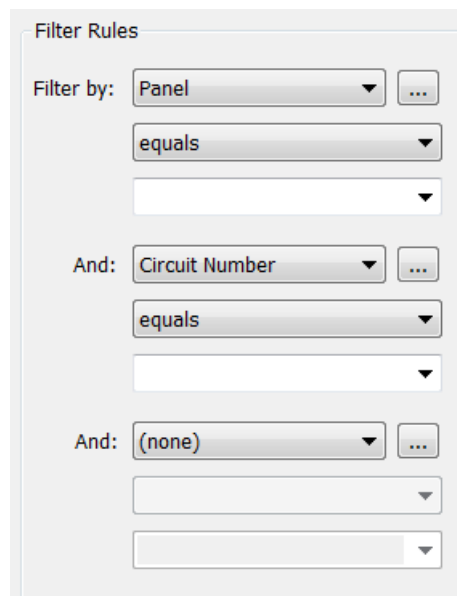 Filter Rules
Filter by: Panel ...
equals
And: Circuit Number ...
equals
And: (none) ...